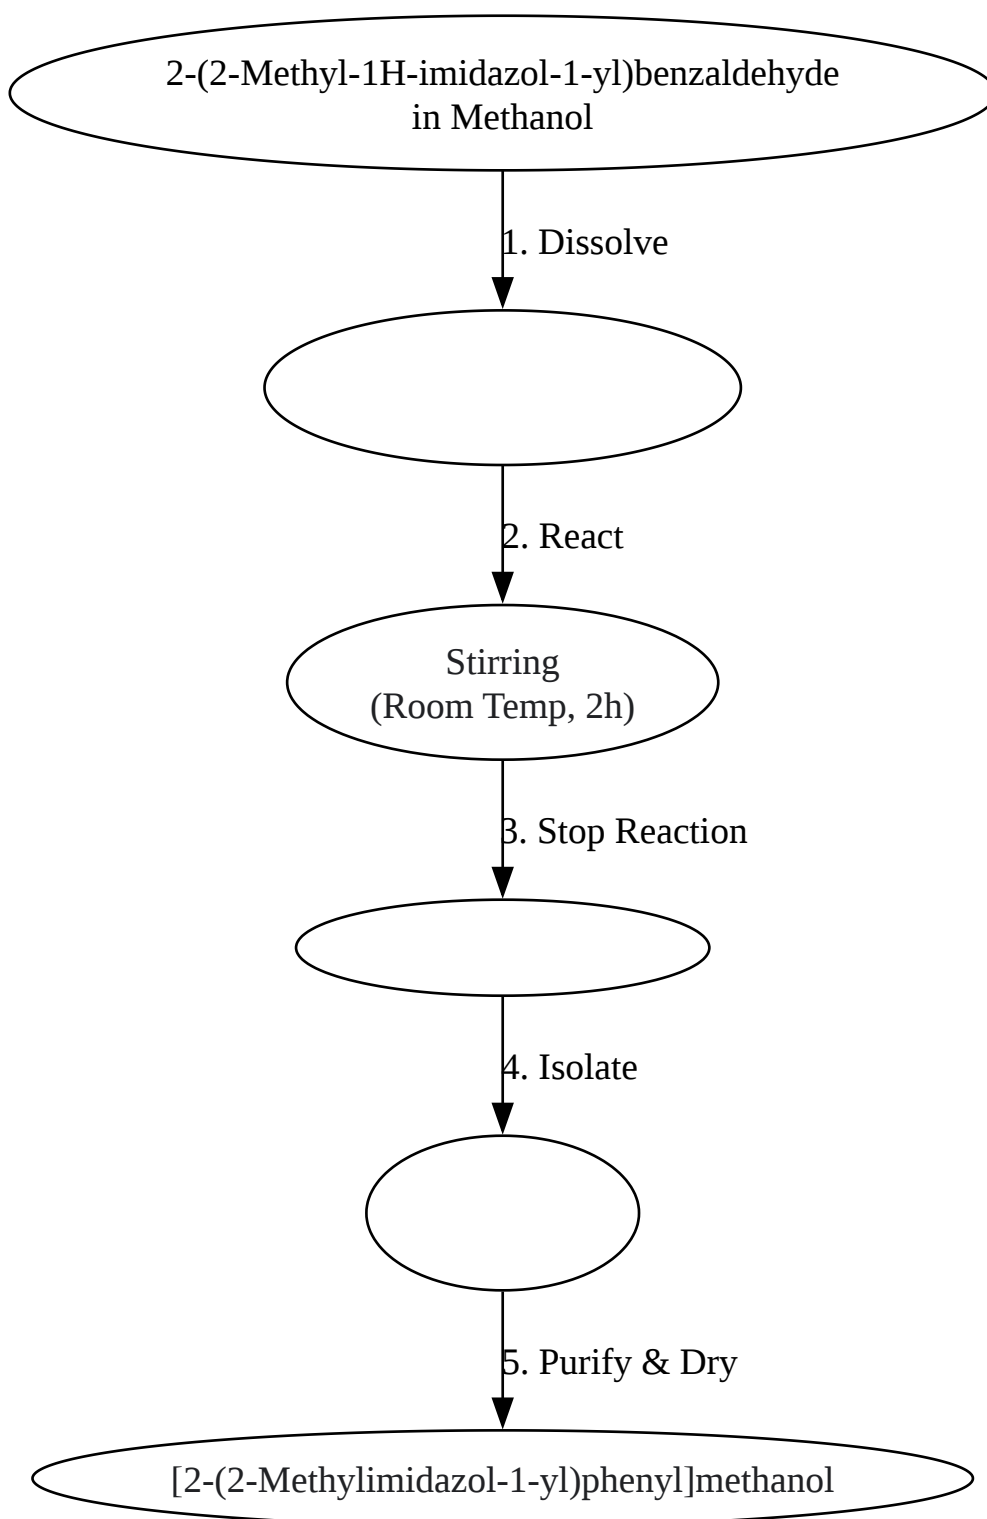 2-(2-Methyl-1H-imidazol-1-yl)benzaldehyde
in Methanol
1. Dissolve
2. React
Stirring
(Room Temp, 2h)
3. Stop Reaction
4. Isolate
5. Purify & Dry
[2-(2-Methylimidazol-1-yl)phenyl]methanol